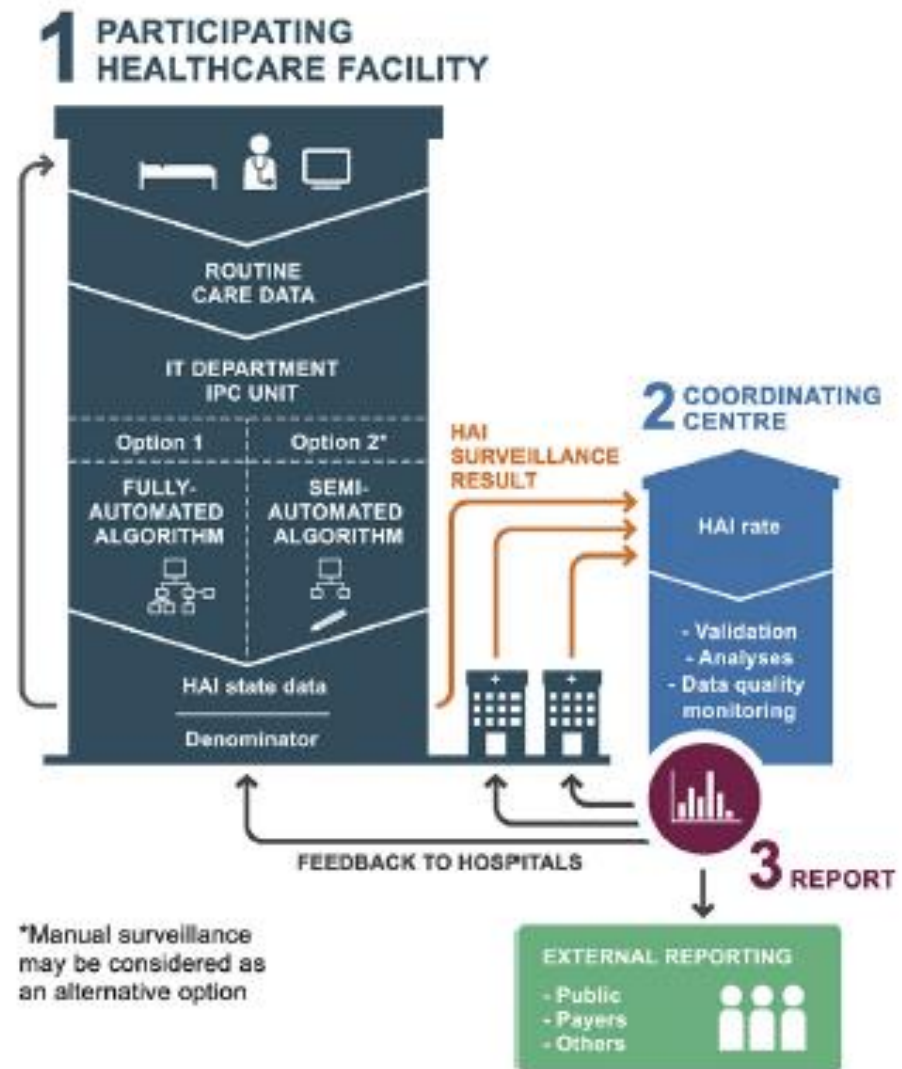 1 PARTICIPATING
HEALTHCARE FACILITY
ROUTINE
CARE DATA
IT DEPARTMENT
IPC UNIT
Option 1
Option 2*
FULLY-
AUTOMATED
ALGORITHM
SEMI-
AUTOMATED
ALGORITHM
HAI state data
Denominator
HAI
SURVEILLANCE
RESULT
2 COORDINATING
CENTRE
HAI rate
- Validation
- Analyses
- Data quality
monitoring
FEEDBACK TO HOSPITALS
3 REPORT
*Manual surveillance
may be considered as
an alternative option
EXTERNAL REPORTING
- Public
- Payers
- Others